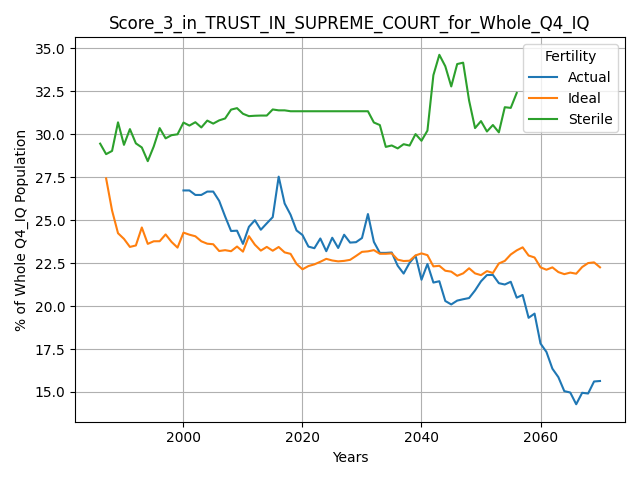 Score_3_in_TRUST_IN_SUPREME_COURT_for_Whole_Q4_IQ
% of Whole Q4_IQ Population
35.0
32.5
30.0
27.5
25.0
22.5
20.0
17.5
15.0
Fertility
Actual
Ideal
Sterile
2000
2020
2040
2060
Years